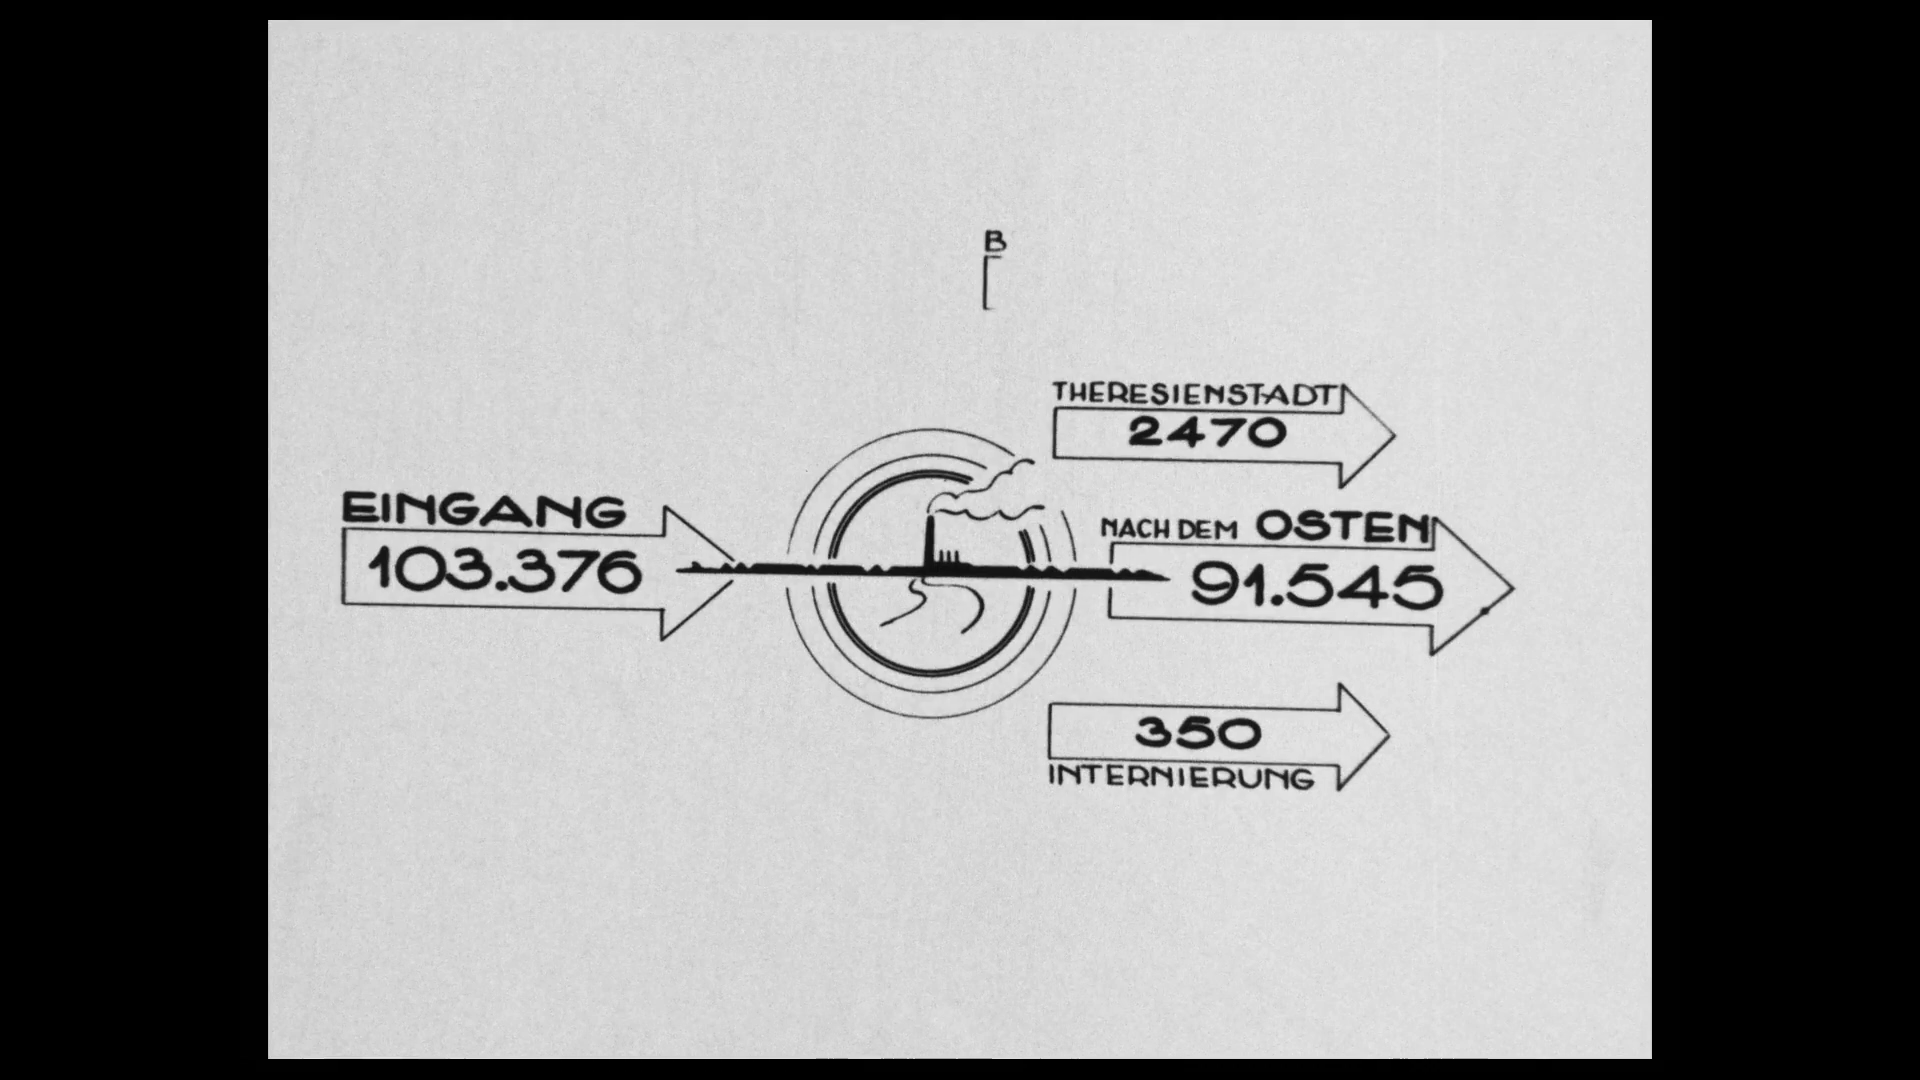 B
THERESIENSTADT
2470
EINGANG
103.376
NACH DEM OSTEN
91.545
350
INTERNIERUNG